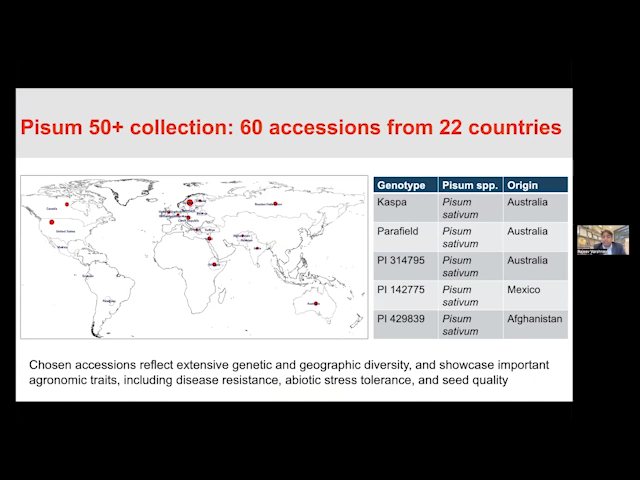 Pisum 50+ collection: 60 accessions from 22 countries
Genotype Pisum spp. Origin
Kaspa Pisum sativum Australia
Parafield Pisum sativum Australia
PI 314795 Pisum sativum Australia
PI 142775 Pisum sativum Mexico
PI 429839 Pisum sativum Afghanistan
Canada
United States
Mexico
Chosen accessions reflect extensive genetic and geographic diversity, and showcase important
agronomic traits, including disease resistance, abiotic stress tolerance, and seed quality